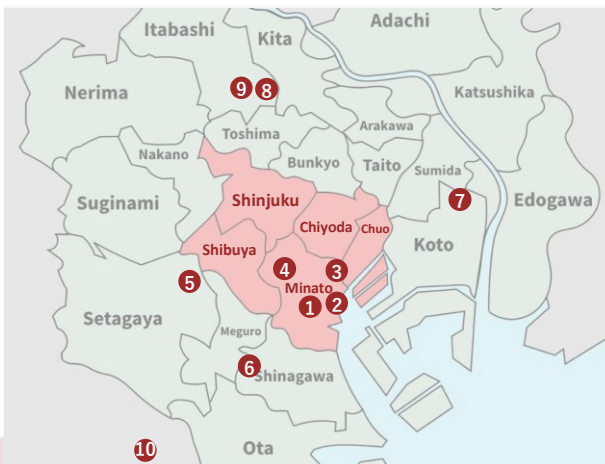 Itabashi
Kita
Adachi
Nerima
9
8
Katsushika
Toshima
Arakawa
Nakano
Bunkyo
Taito
Sumida
Suginami
Shinjuku
7
Edogawa
Chiyoda
Chuo
Shibuya
Koto
4
3
5
Minato
1
2
Setagaya
Meguro
6
Shinagawa
10
Ota